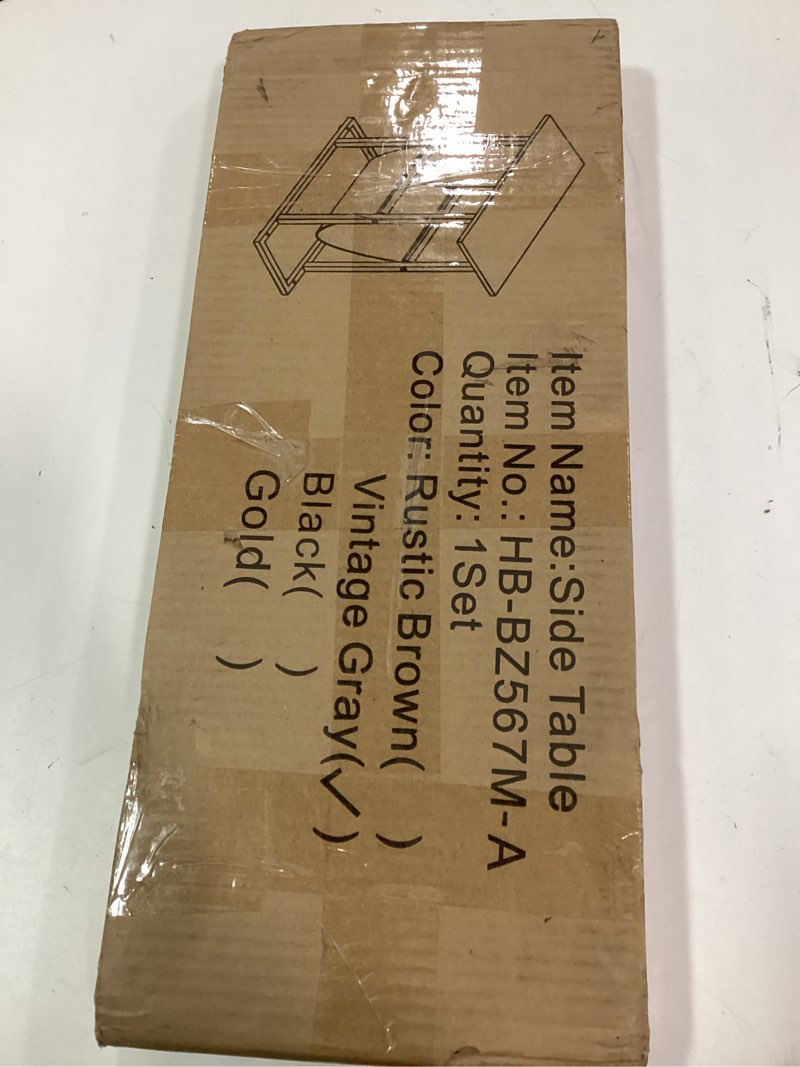 Item Name:Side Table
Item No.: HB-BZ567M-A
Quantity: 1Set
Color: Rustic Brown( )
Vintage Gray(✓)
Black( )
Gold( )